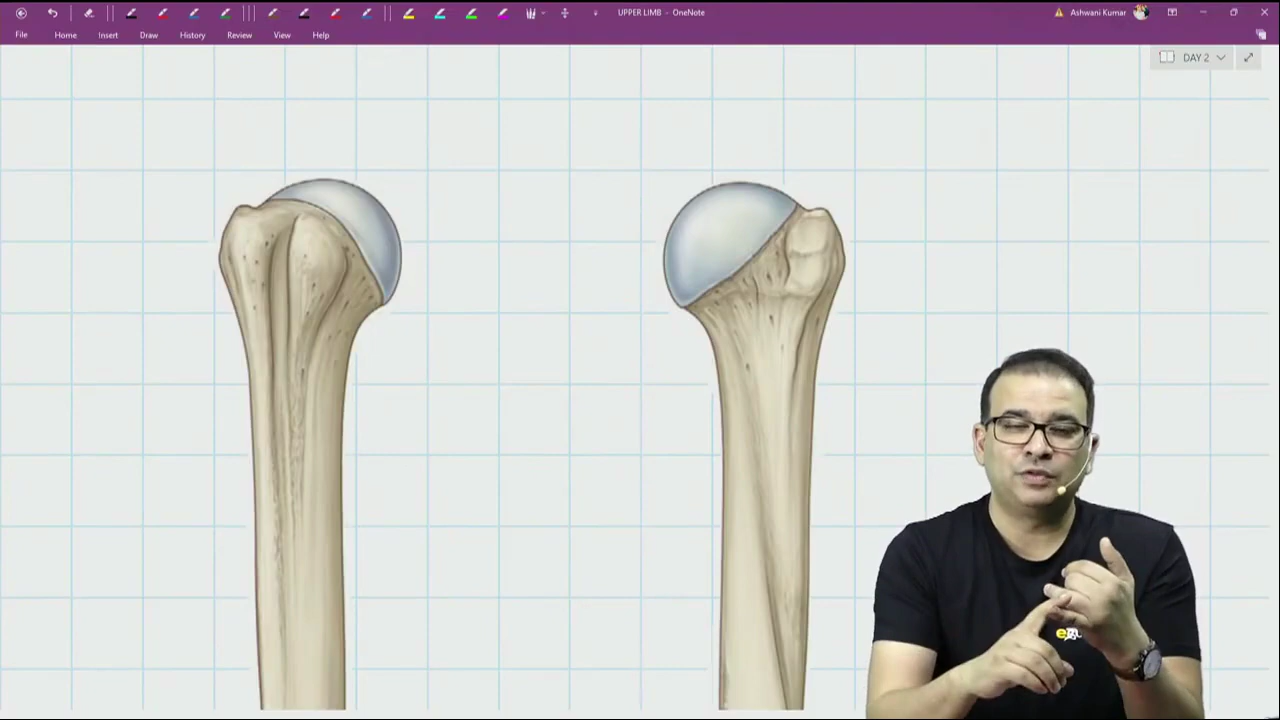 UPPER LIMB - OneNote
Ashwani Kumar
File Home Insert Draw History Review View Help
DAY 2